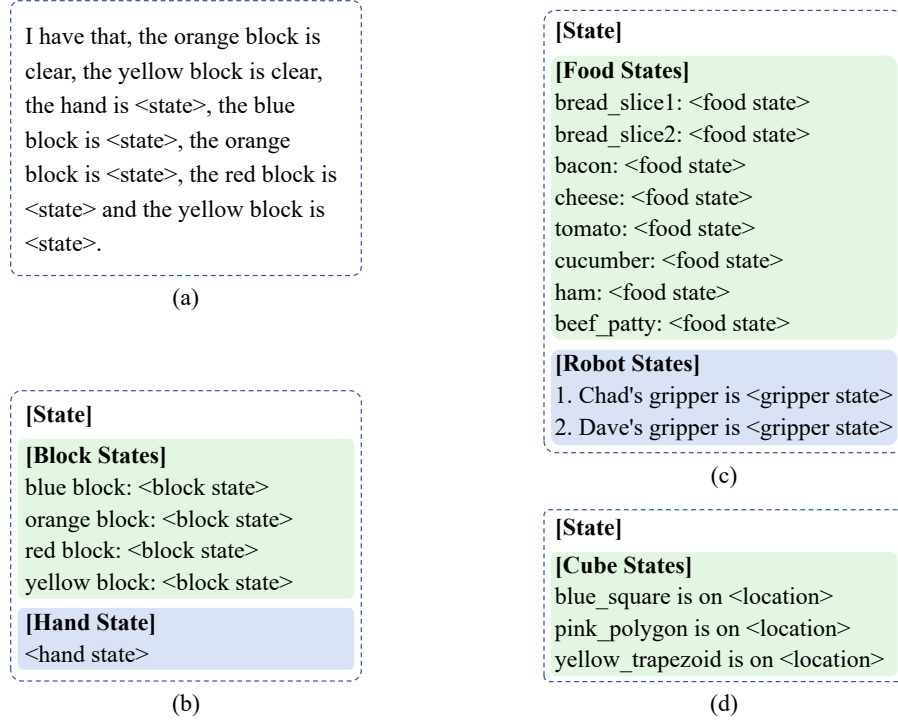 I have that, the orange block is
clear, the yellow block is clear,
the hand is <state>, the blue
block is <state>, the orange
block is <state>, the red block is
<state> and the yellow block is
<state>.
(a)
[State]
[Block States]
blue block: <block state>
orange block: <block state>
red block: <block state>
yellow block: <block state>
[Hand State]
<hand state>
(b)
[State]
[Food States]
bread_slice1: <food state>
bread_slice2: <food state>
bacon: <food state>
cheese: <food state>
tomato: <food state>
cucumber: <food state>
ham: <food state>
beef_patty: <food state>
[Robot States]
1. Chad's gripper is <gripper state>
2. Dave's gripper is <gripper state>
(c)
[State]
[Cube States]
blue_square is on <location>
pink_polygon is on <location>
yellow_trapezoid is on <location>
(d)